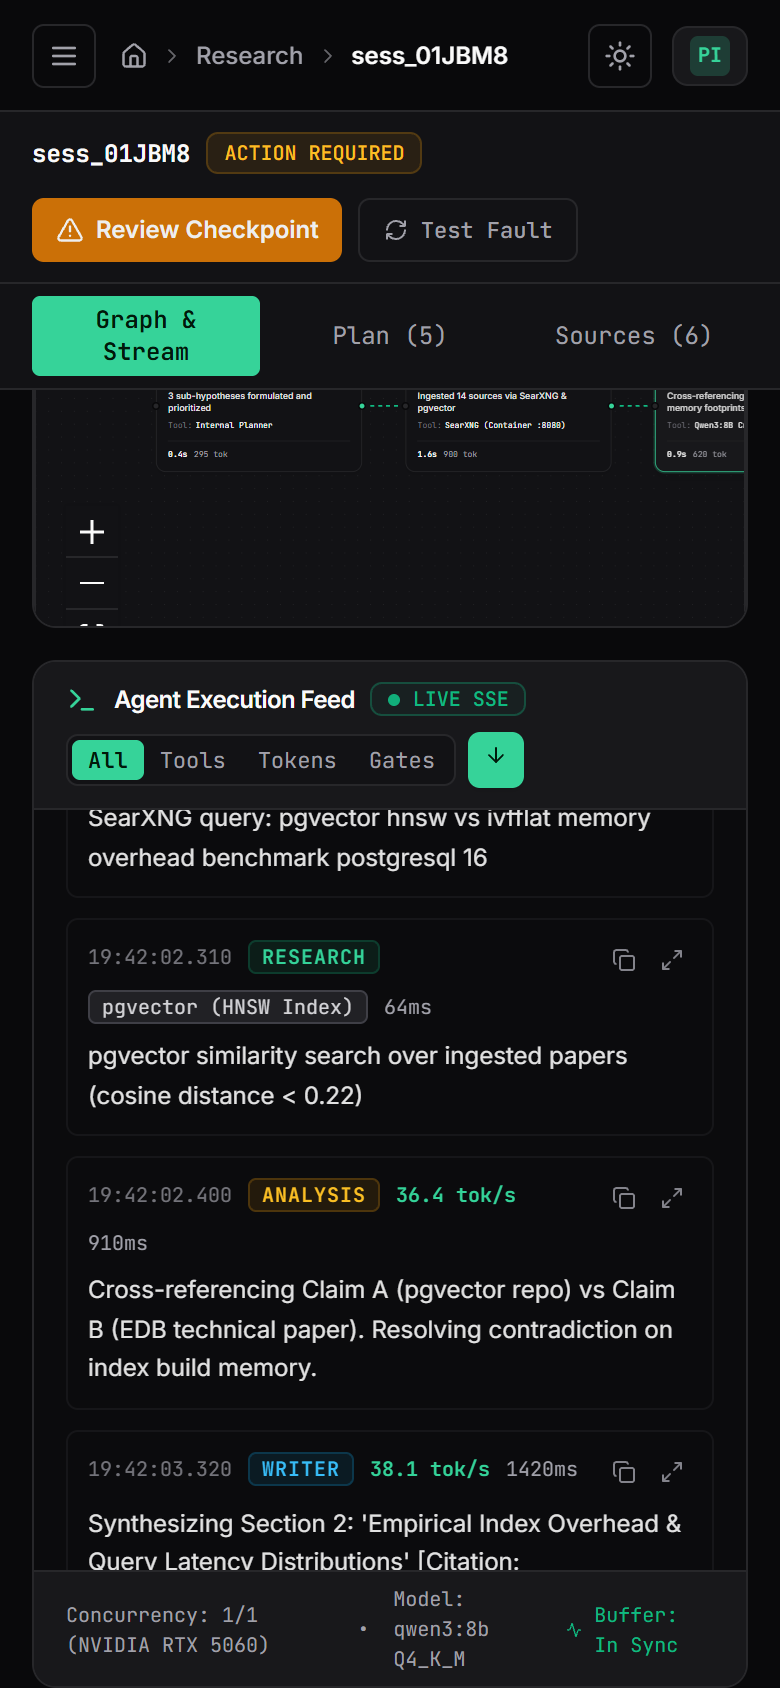 Research
sess_01JBM8
PI
sess_01JBM8
ACTION REQUIRED
Review Checkpoint
Test Fault
Graph &
Stream
Plan (5)
Sources (6)
3 sub-hypotheses formulated and
prioritized
Tool: Internal Planner
0.4s 295 tok
Ingested 14 sources via SearXNG &
pgvector
Tool: SearXNG (Container :8080)
1.6s 900 tok
Cross-referencing
memory footprints
Tool: Qwen3:8B
0.9s 620 tok
Agent Execution Feed
LIVE SSE
All
Tools
Tokens
Gates
SearXNG query: pgvector hnsw vs ivfflat memory
overhead benchmark postgresql 16
19:42:02.310 RESEARCH
pgvector (HNSW Index) 64ms
pgvector similarity search over ingested papers
(cosine distance < 0.22)
19:42:02.400 ANALYSIS 36.4 tok/s
910ms
Cross-referencing Claim A (pgvector repo) vs Claim
B (EDB technical paper). Resolving contradiction on
index build memory.
19:42:03.320 WRITER 38.1 tok/s 1420ms
Synthesizing Section 2: 'Empirical Index Overhead &
Query Latency Distributions' [Citation:
Concurrency: 1/1
(NVIDIA RTX 5060)
•
Model:
qwen3:8b
Q4_K_M
Buffer:
In Sync